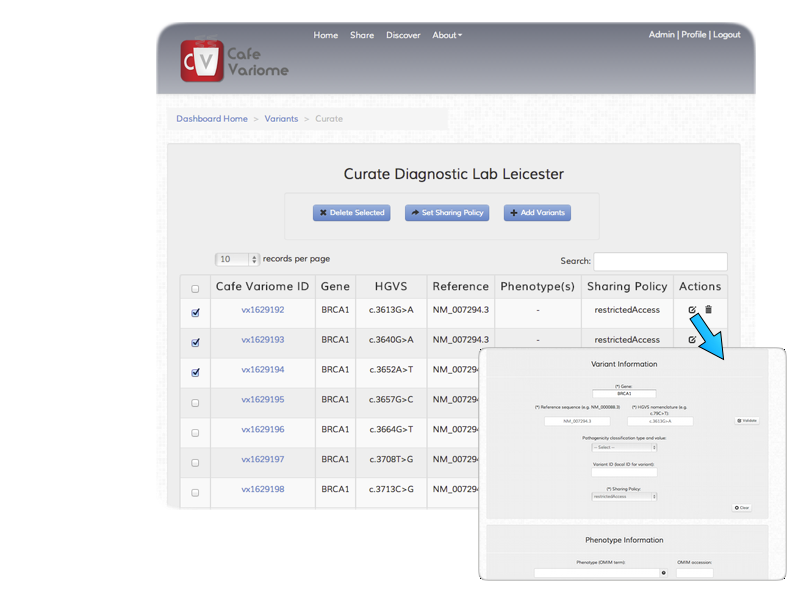 Home Share Discover About
Admin | Profile | Logout
CV Cafe
Variome
Dashboard Home > Variants > Curate
Curate Diagnostic Lab Leicester
Delete Selected Set Sharing Policy Add Variants
10 records per page
Search:
Cafe Variome ID Gene HGVS Reference Phenotype(s) Sharing Policy Actions
vx1629192 BRCA1 c.3613G>A NM_007294.3 - restrictedAccess
vx1629193 BRCA1 c.3640G>A NM_007294.3 - restrictedAccess
vx1629194 BRCA1 c.3652A>T NM_00729
vx1629195 BRCA1 c.3657G>C NM_00729
vx1629196 BRCA1 c.3664G>T NM_00729
vx1629197 BRCA1 c.3708T>G NM_00729
vx1629198 BRCA1 c.3713C>G NM_00729
Variant Information
(*) Gene:
BRCA1
(*) Reference sequence (e.g. NM_000088.3) (*) HGVS nomenclature (e.g.
c.79C>T)
NM_007294.3 c.3613G>A Validate
Pathogenicity classification type and value:
-- Select --
Variant ID (local ID for variant):
(*) Sharing Policy:
restrictedAccess
Clear
Phenotype Information
Phenotype (OMIM term): OMIM accession: